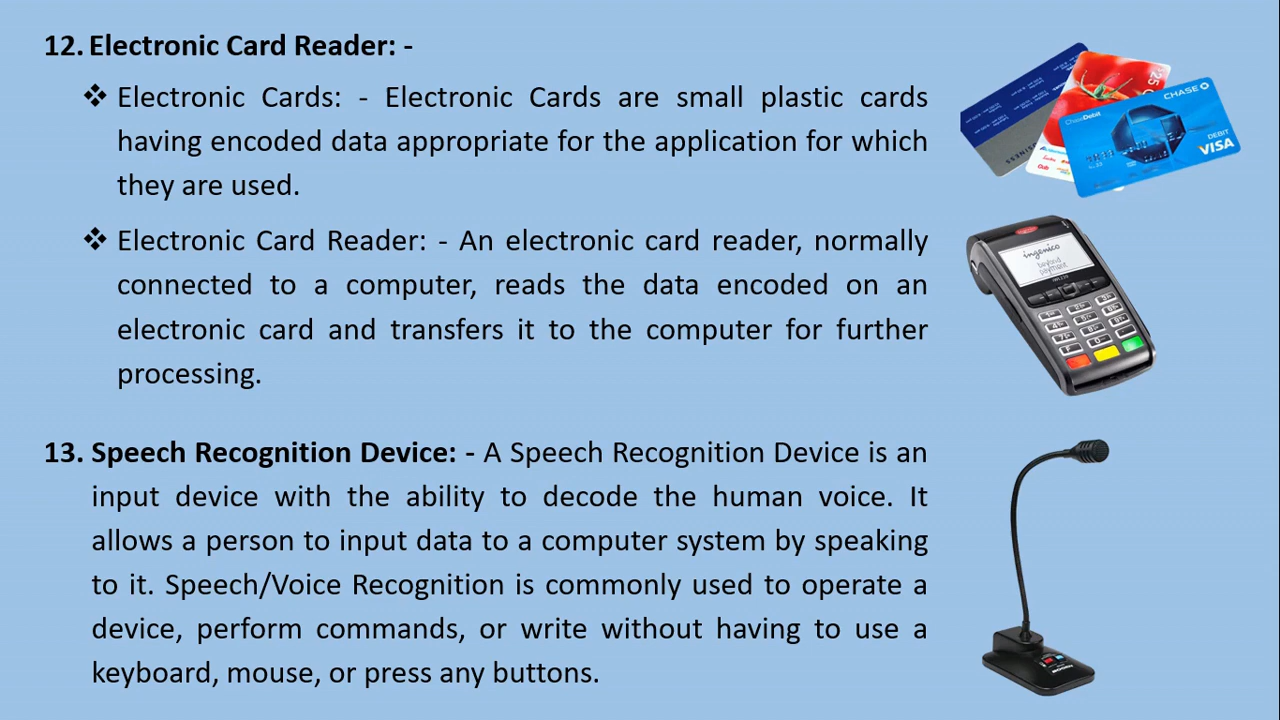 12. Electronic Card Reader: -
❖ Electronic Cards: - Electronic Cards are small plastic cards
having encoded data appropriate for the application for which
they are used.
❖ Electronic Card Reader: - An electronic card reader, normally
connected to a computer, reads the data encoded on an
electronic card and transfers it to the computer for further
processing.
13. Speech Recognition Device: - A Speech Recognition Device is an
input device with the ability to decode the human voice. It
allows a person to input data to a computer system by speaking
to it. Speech/Voice Recognition is commonly used to operate a
device, perform commands, or write without having to use a
keyboard, mouse, or press any buttons.
CHASE
DEBIT
VISA
ingenico
beyond
payment